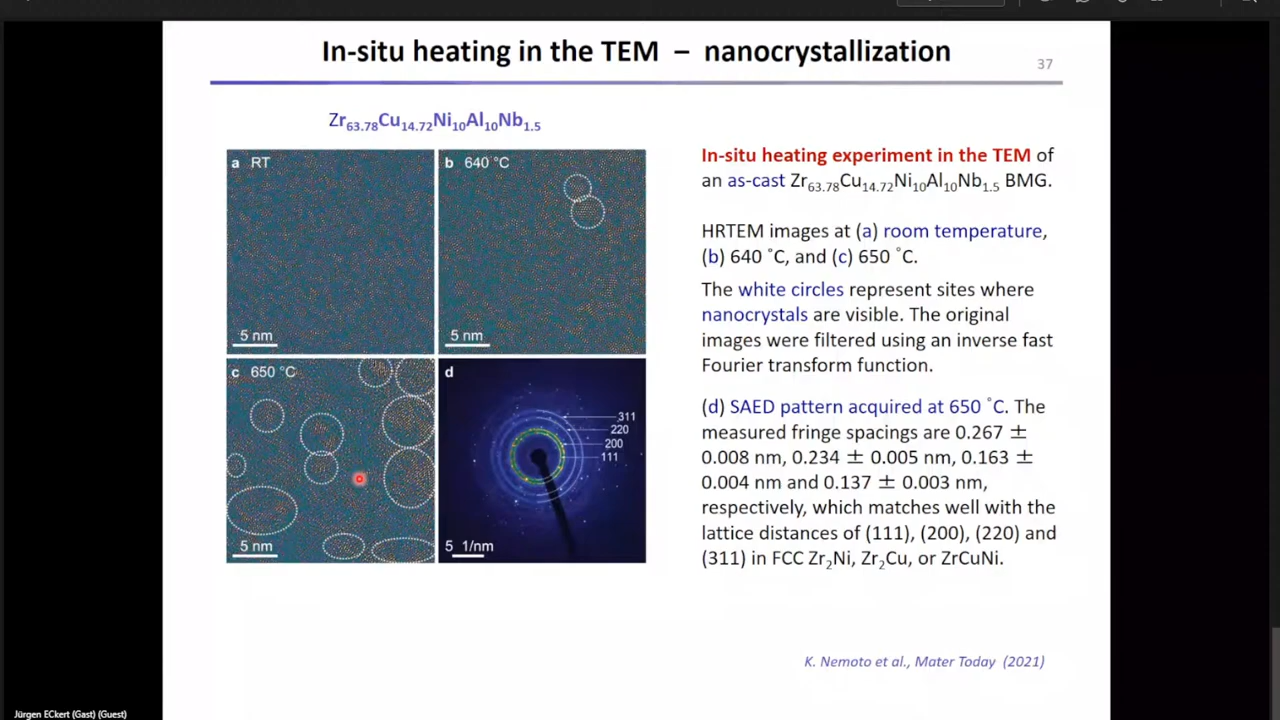 In-situ heating in the TEM – nanocrystallization
37
Zr63.78Cu14.72Ni10Al10Nb1.5
a RT
b 640 °C
5 nm
5 nm
c 650 °C
d
311
220
200
111
5 nm
5 1/nm
In-situ heating experiment in the TEM of
an as-cast Zr63.78Cu14.72Ni10Al10Nb1.5 BMG.
HRTEM images at (a) room temperature,
(b) 640 °C, and (c) 650 °C.
The white circles represent sites where
nanocrystals are visible. The original
images were filtered using an inverse fast
Fourier transform function.
(d) SAED pattern acquired at 650 °C. The
measured fringe spacings are 0.267 ±
0.008 nm, 0.234 ± 0.005 nm, 0.163 ±
0.004 nm and 0.137 ± 0.003 nm,
respectively, which matches well with the
lattice distances of (111), (200), (220) and
(311) in FCC Zr2Ni, Zr2Cu, or ZrCuNi.
K. Nemoto et al., Mater Today (2021)
Jürgen ECkert (Gast) (Guest)